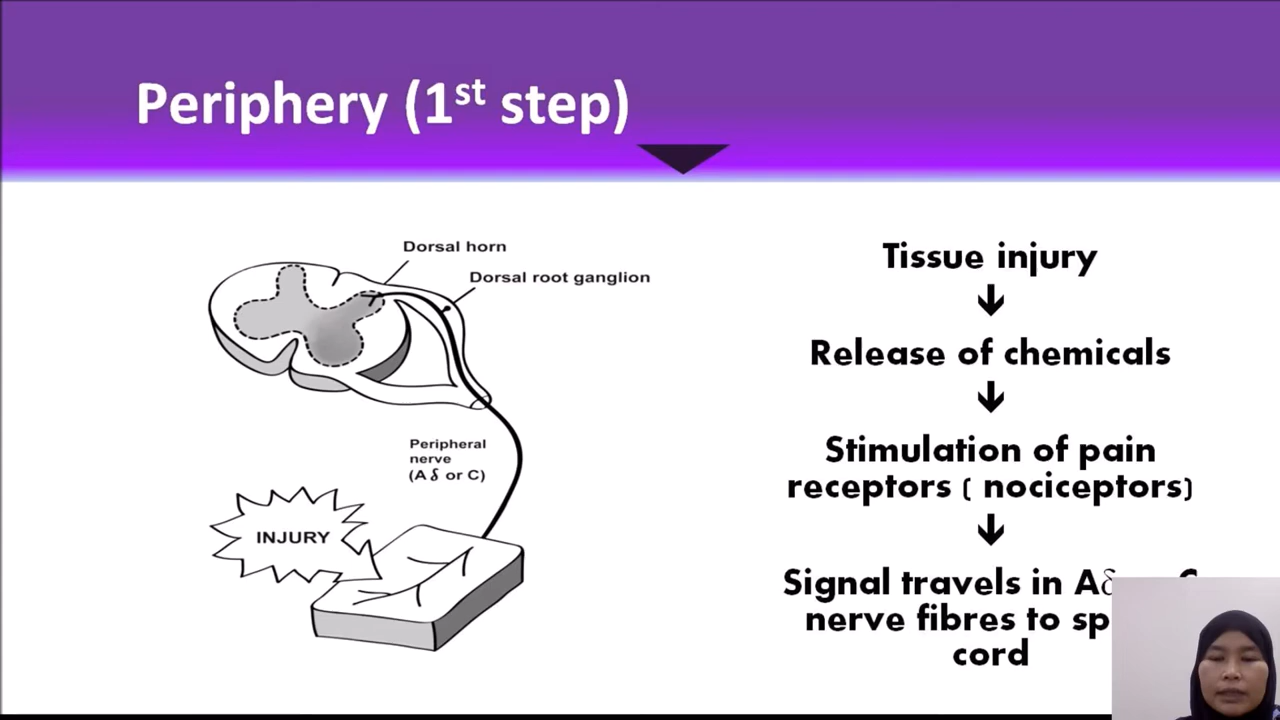 Periphery (1st step)
Dorsal horn
Dorsal root ganglion
Peripheral
nerve
(A δ or C)
INJURY
Tissue injury
↓
Release of chemicals
↓
Stimulation of pain
receptors ( nociceptors)
↓
Signal travels in Aδ
nerve fibres to
cord